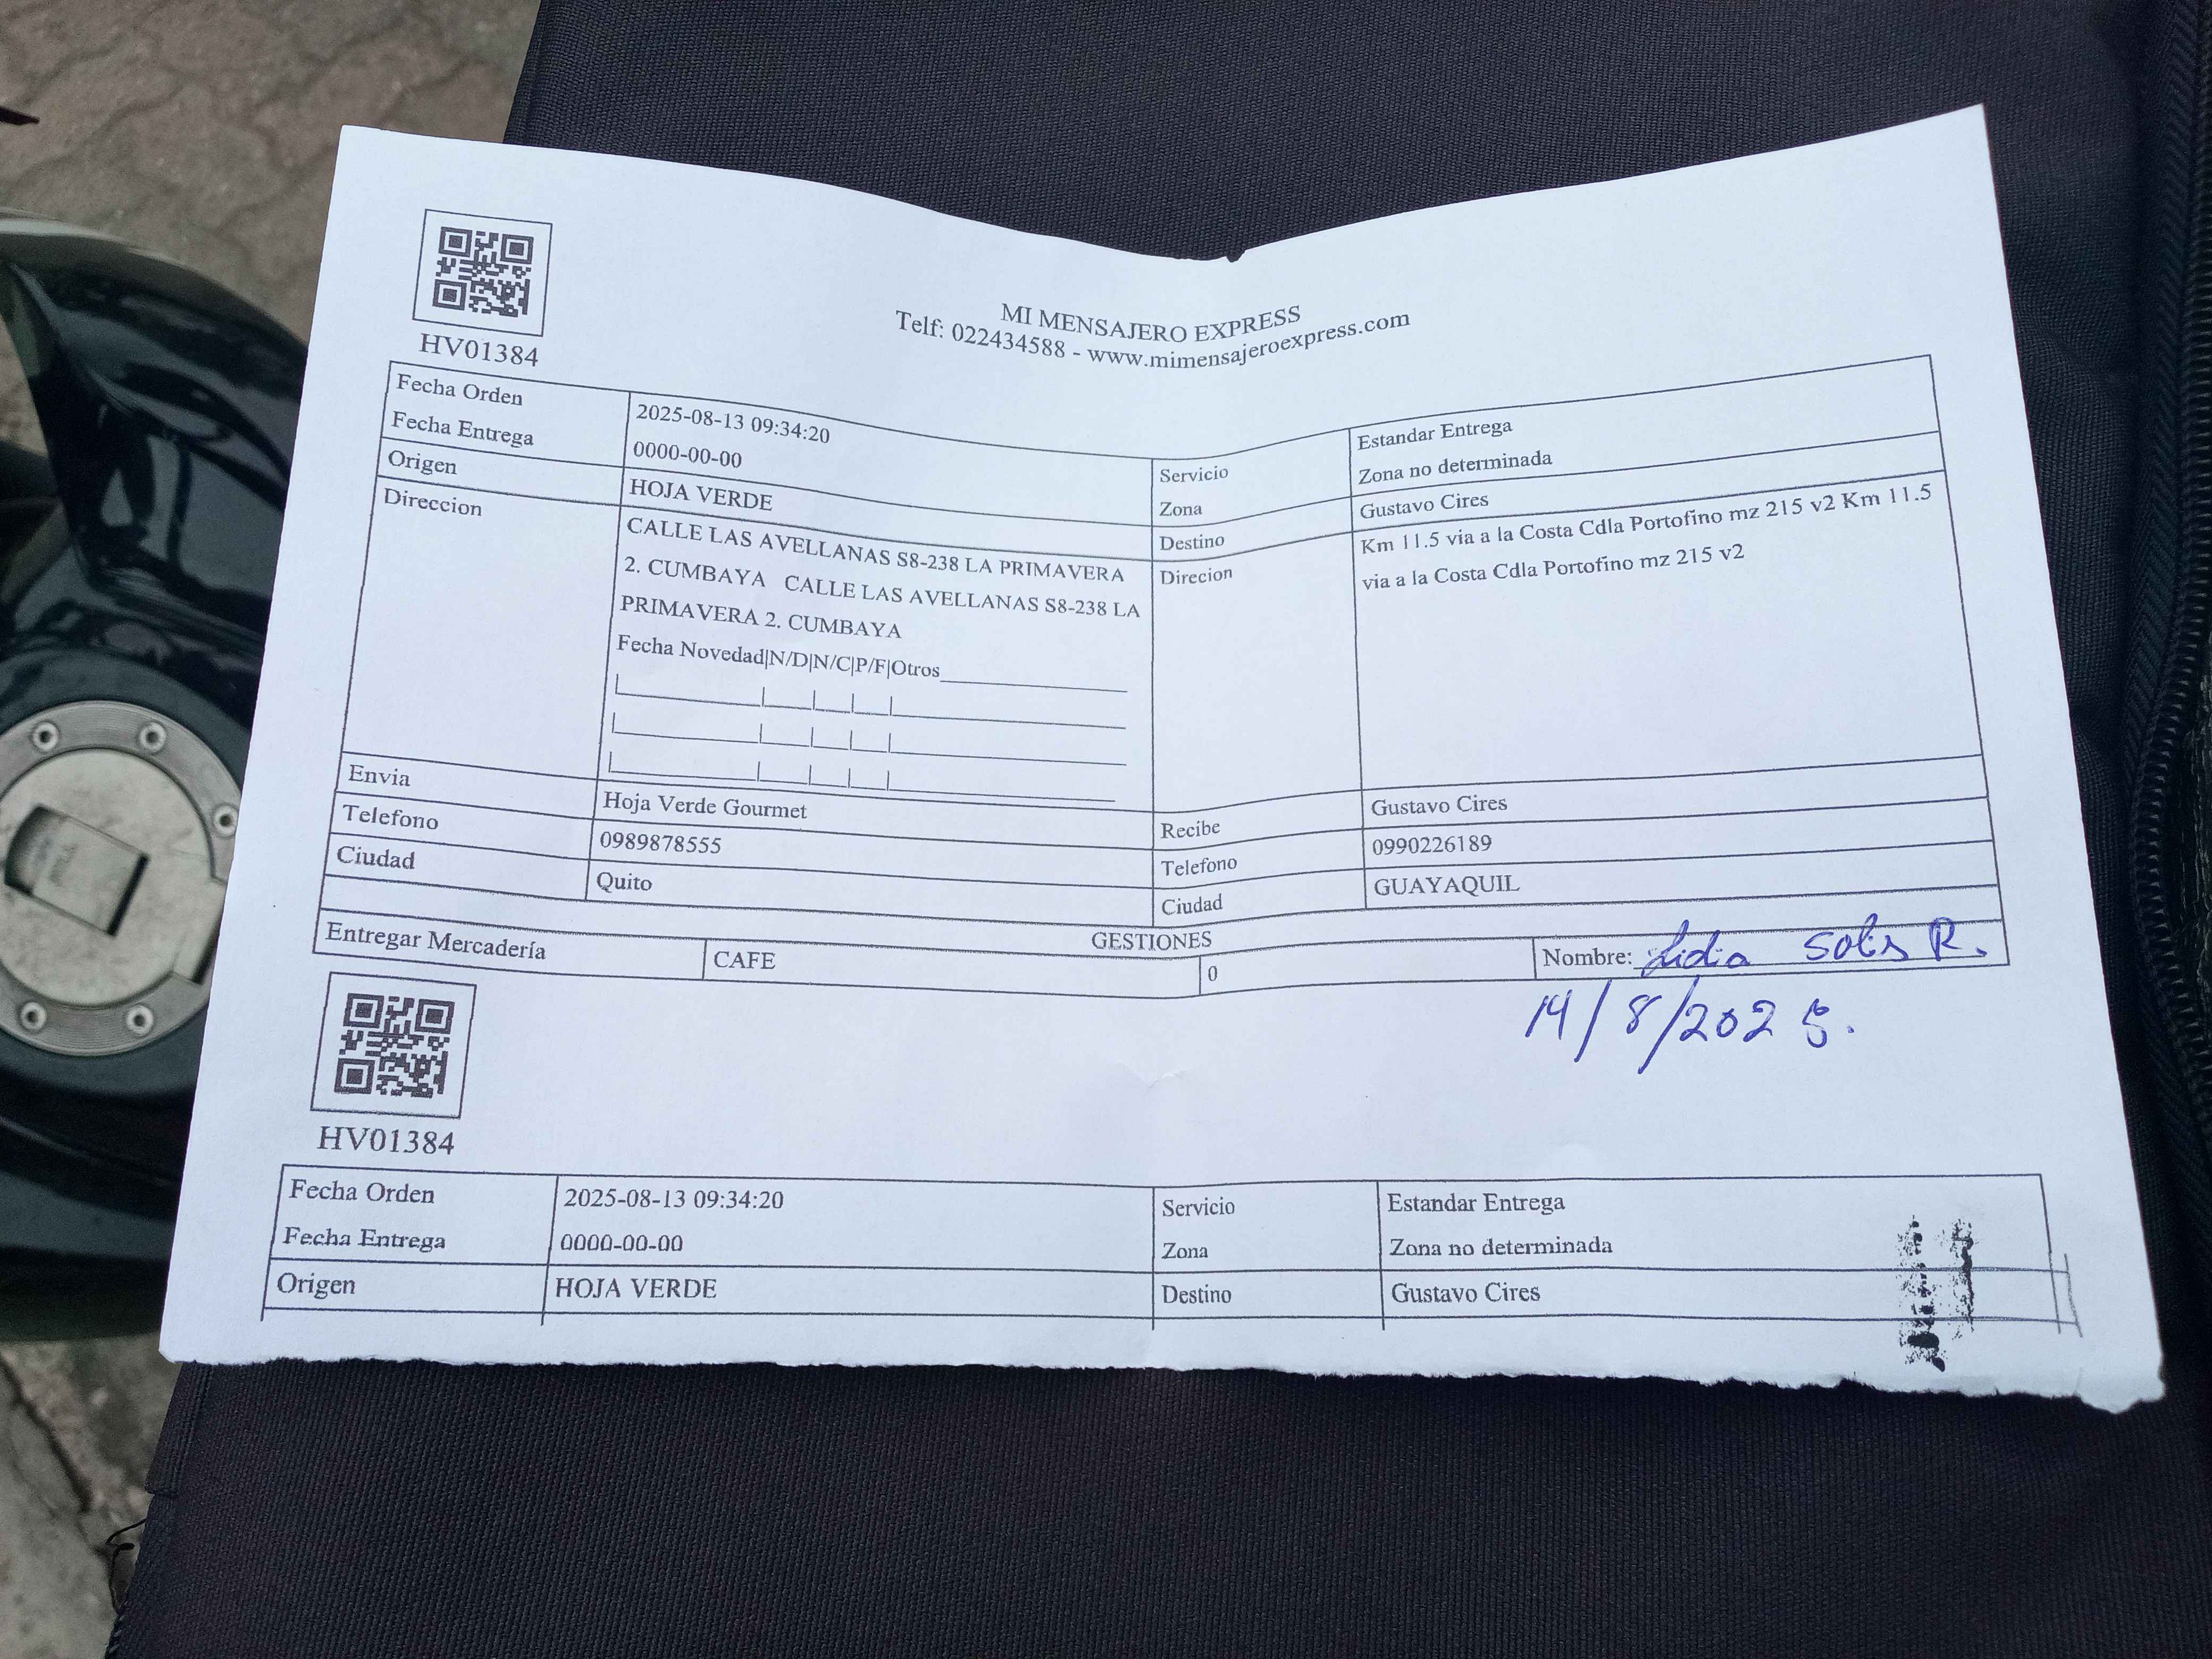 HV01384
MI MENSAJERO EXPRESS
Telf: 022434588 - www.mimensajeroexpress.com
Fecha Orden 2025-08-13 09:34:20 Servicio Estandar Entrega
Fecha Entrega 0000-00-00 Zona Zona no determinada
Origen HOJA VERDE Destino Gustavo Cires
Direccion CALLE LAS AVELLANAS S8-238 LA PRIMAVERA Direcion Km 11.5 via a la Costa Cdla Portofino mz 215 v2 Km 11.5
2. CUMBAYA CALLE LAS AVELLANAS S8-238 LA via a la Costa Cdla Portofino mz 215 v2
PRIMAVERA 2. CUMBAYA
Fecha Novedad|N/D|N/C|P/F|Otros
Envia Hoja Verde Gourmet Recibe Gustavo Cires
Telefono 0989878555 Telefono 0990226189
Ciudad Quito Ciudad GUAYAQUIL
GESTIONES
Entregar Mercadería CAFE 0 Nombre: Lidia Solis R.
14/8/2025.
HV01384
Fecha Orden 2025-08-13 09:34:20 Servicio Estandar Entrega
Fecha Entrega 0000-00-00 Zona Zona no determinada
Origen HOJA VERDE Destino Gustavo Cires